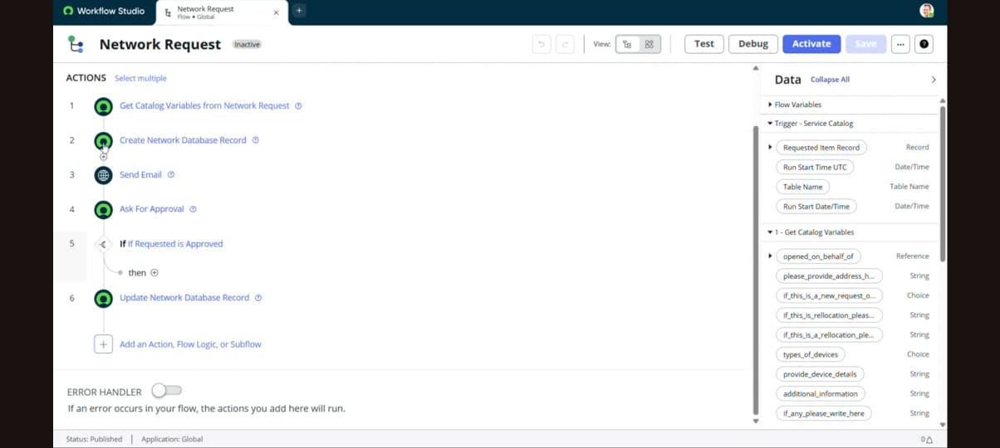 Workflow Studio
Network Request
Flow • Global
Network Request
Inactive
View:
Test
Debug
Activate
Save
ACTIONS Select multiple
1 Get Catalog Variables from Network Request
2 Create Network Database Record
3 Send Email
4 Ask For Approval
5 If If Requested is Approved
then
6 Update Network Database Record
Add an Action, Flow Logic, or Subflow
ERROR HANDLER
If an error occurs in your flow, the actions you add here will run.
Data Collapse All
Flow Variables
Trigger - Service Catalog
Requested Item Record Record
Run Start Time UTC Date/Time
Table Name Table Name
Run Start Date/Time Date/Time
1 - Get Catalog Variables
opened_on_behalf_of Reference
please_provide_address_h... String
if_this_is_a_new_request_o... Choice
if_this_is_rellocation_pleas... String
if_this_is_a_rellocation_ple... String
types_of_devices Choice
provide_device_details String
additional_information String
if_any_please_write_here String
Status: Published | Application: Global
0